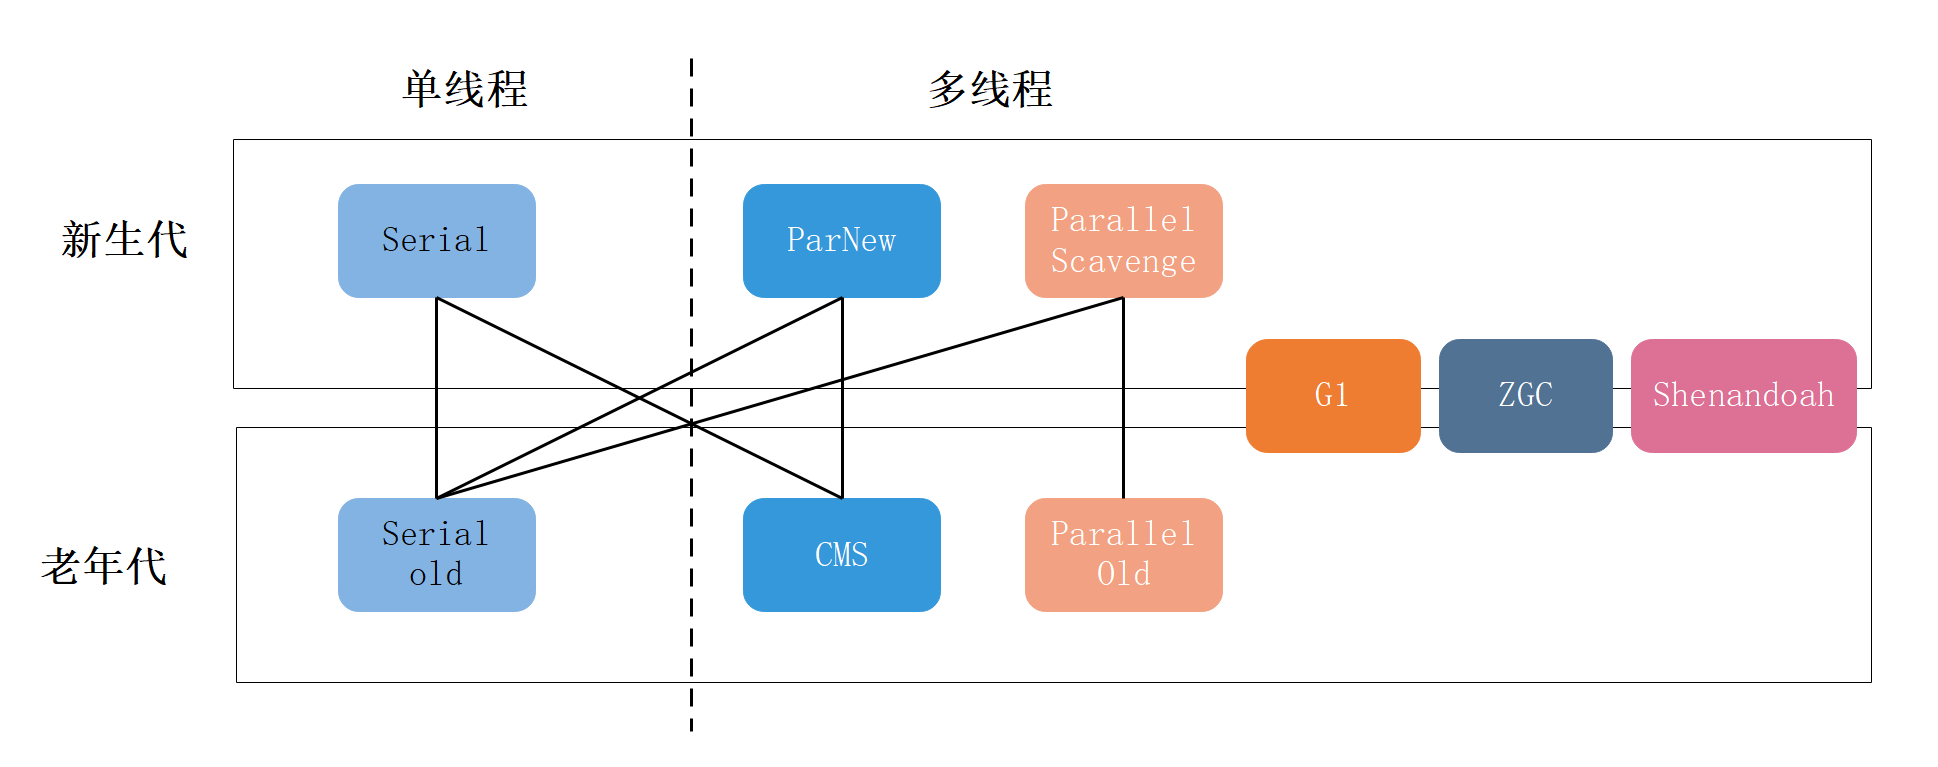 单线程
多线程
新生代
Serial
ParNew
Parallel
Scavenge
G1
ZGC
Shenandoah
老年代
Serial
old
CMS
Parallel
Old